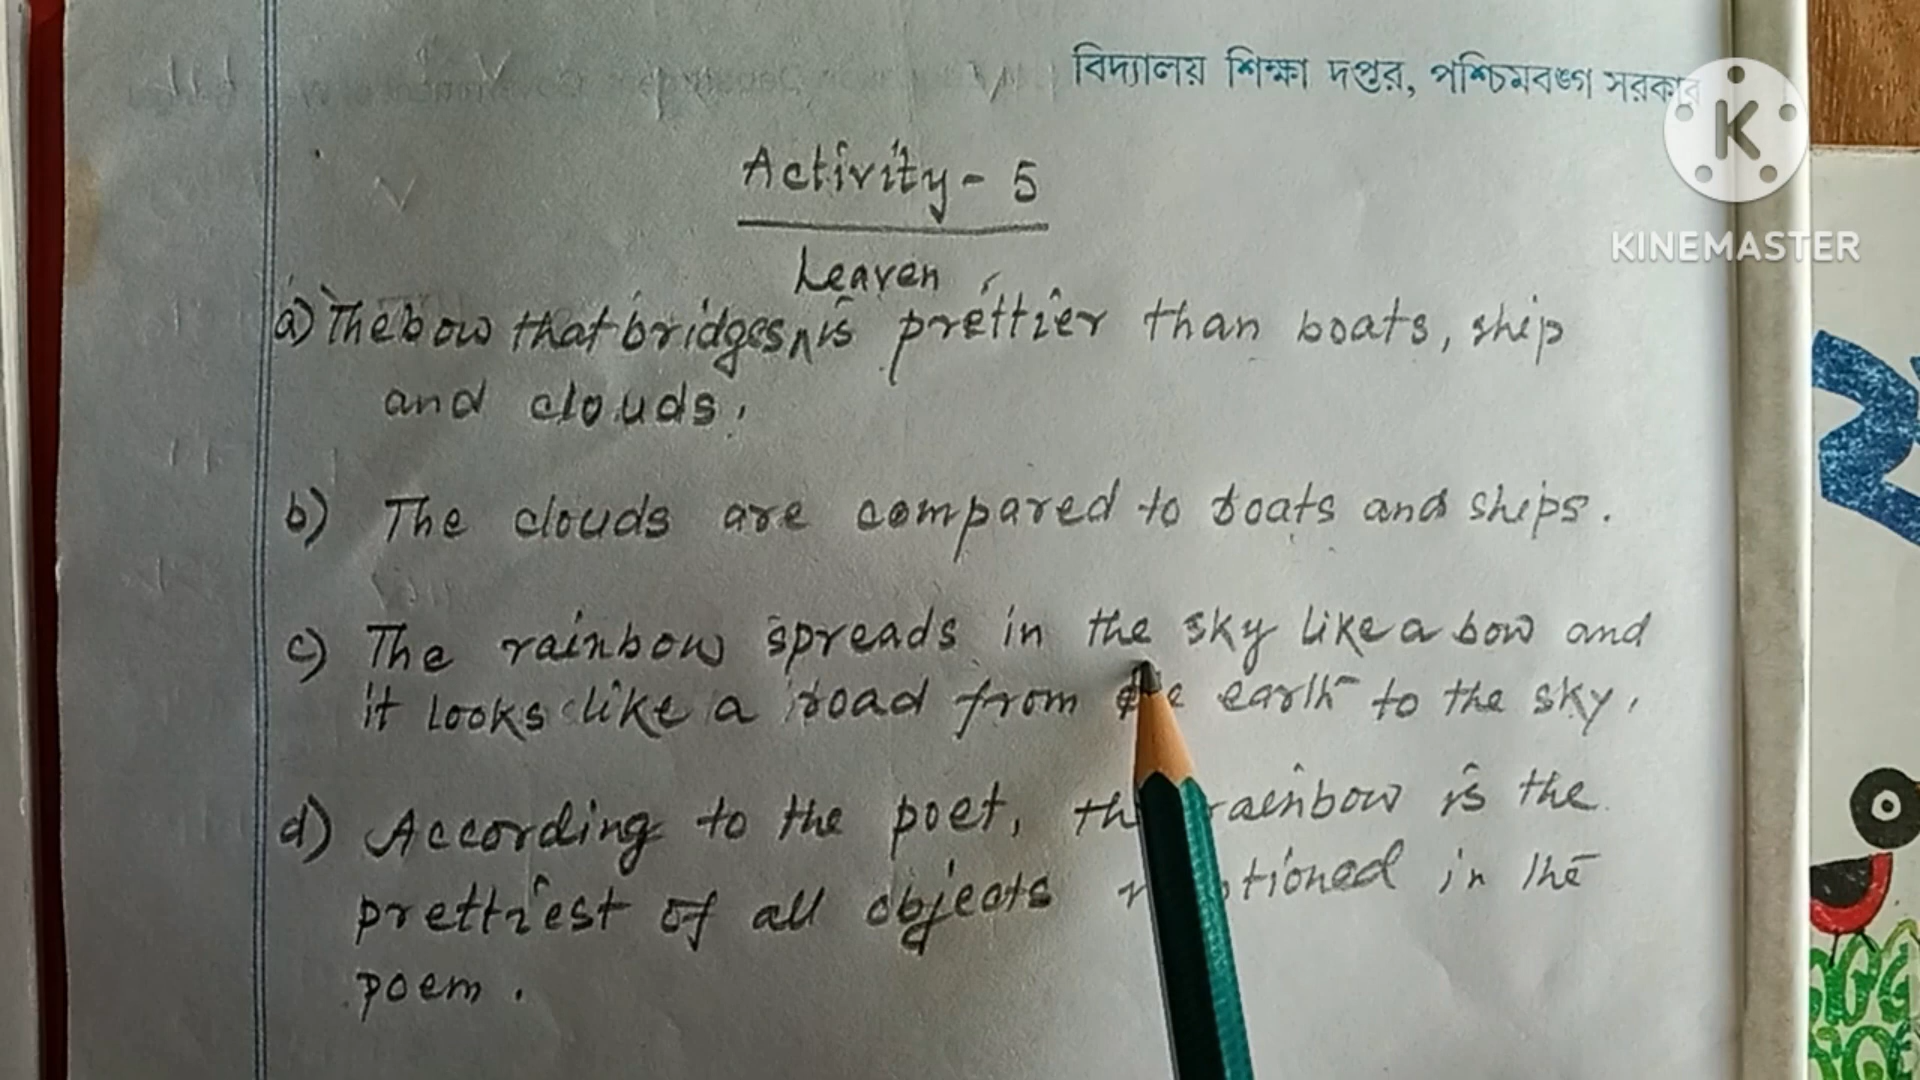 বিদ্যালয় শিক্ষা দপ্তর, পশ্চিমবঙ্গ সরকার
K
KINEMASTER
Activity - 5
heaven
a) The bow that bridges ^ is prettier than boats, ship
and clouds.
b) The clouds are compared to boats and ships.
c) The rainbow spreads in the sky like a bow and
it looks like a road from the earth to the sky.
d) According to the poet, the rainbow is the
prettiest of all objects mentioned in the
poem.